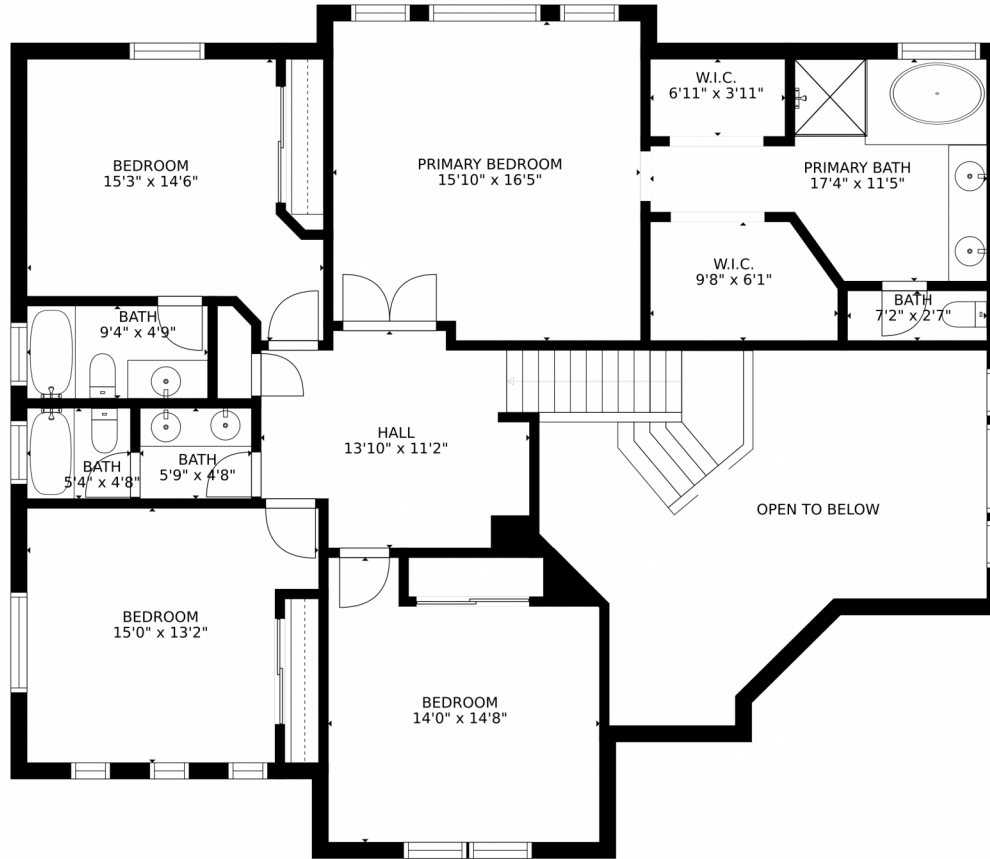 W.I.C.
6'11" x 3'11"
BEDROOM
15'3" x 14'6"
PRIMARY BEDROOM
15'10" x 16'5"
PRIMARY BATH
17'4" x 11'5"
W.I.C.
9'8" x 6'1"
BATH
7'2" x 2'7"
BATH
9'4" x 4'9"
HALL
13'10" x 11'2"
BATH
5'4" x 4'8"
BATH
5'9" x 4'8"
OPEN TO BELOW
BEDROOM
15'0" x 13'2"
BEDROOM
14'0" x 14'8"